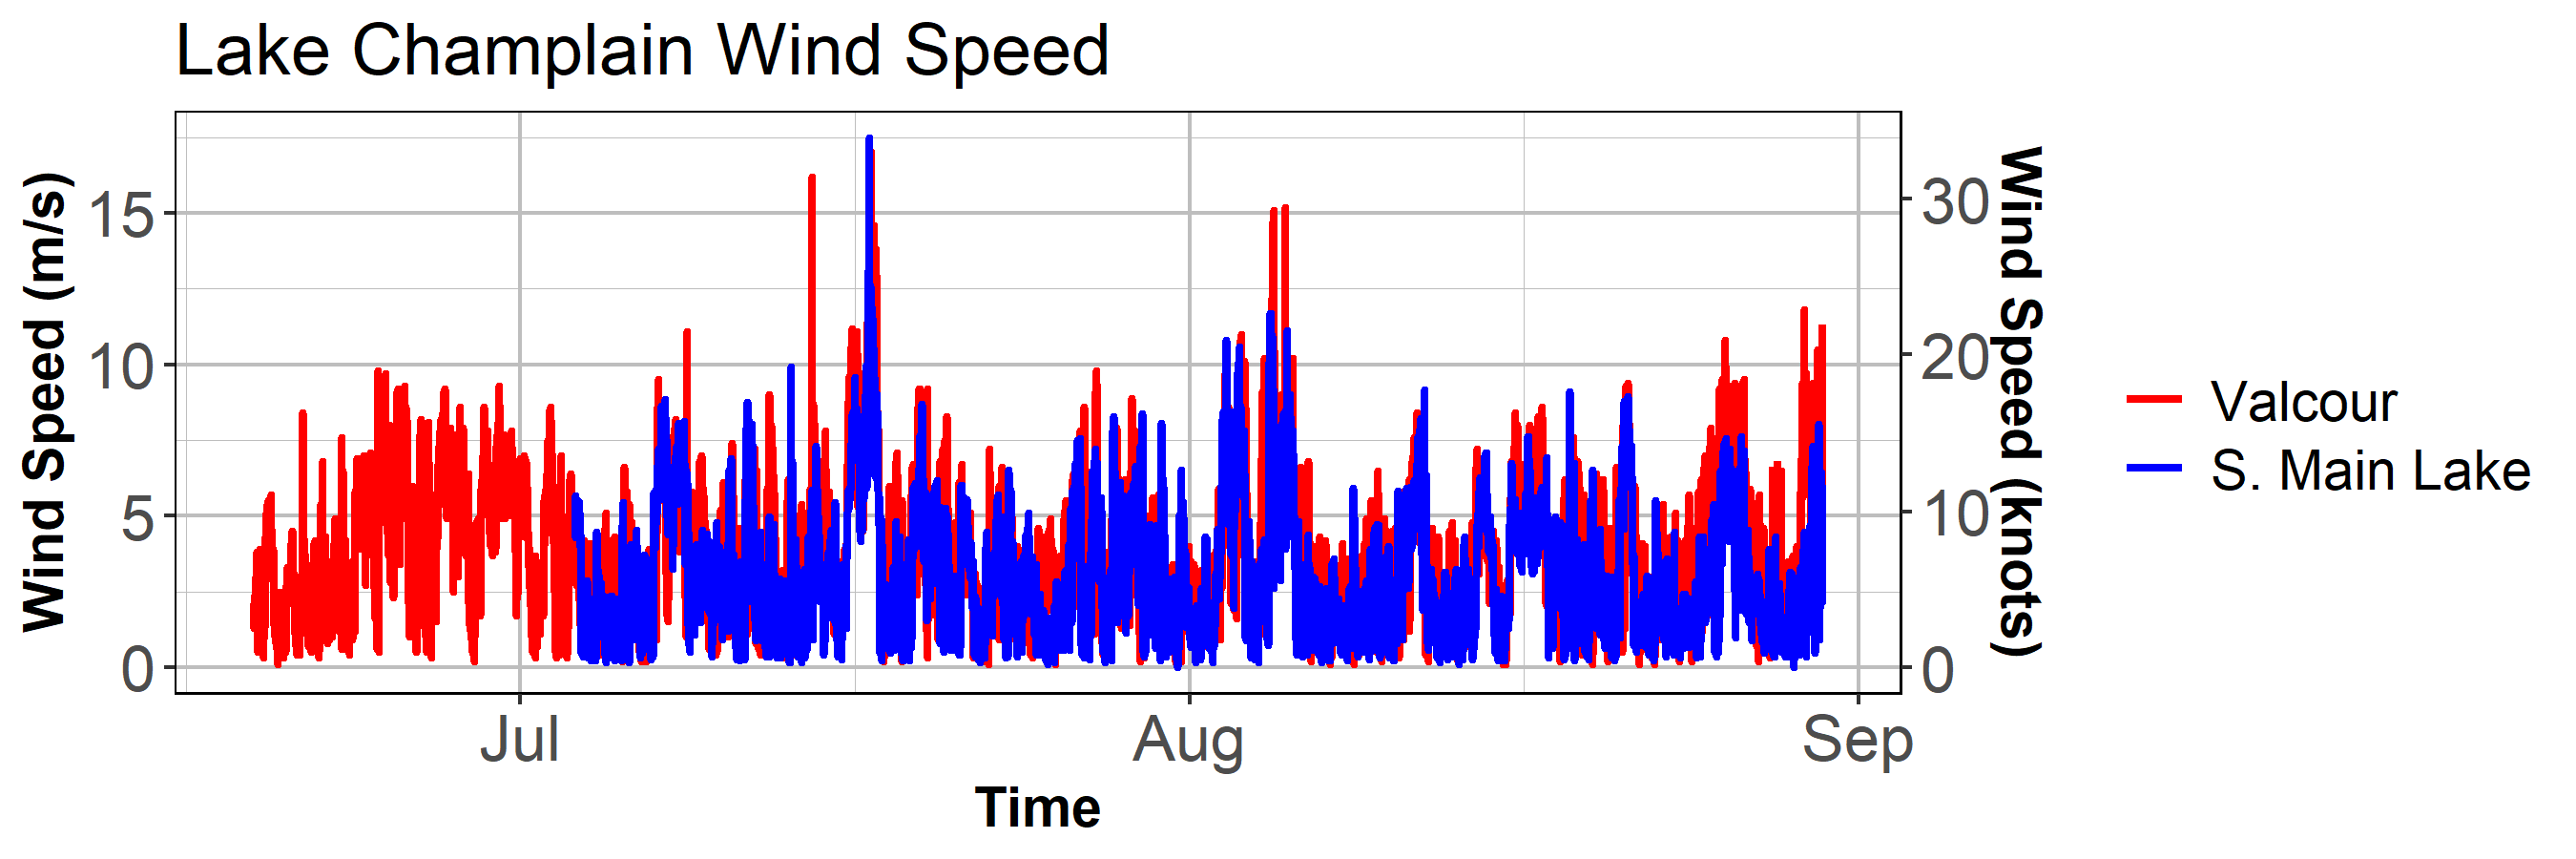 Lake Champlain Wind Speed
Wind Speed (m/s)
15
10
5
0
30
20
10
0
Wind Speed (knots)
Jul
Aug
Sep
Time
Valcour
S. Main Lake